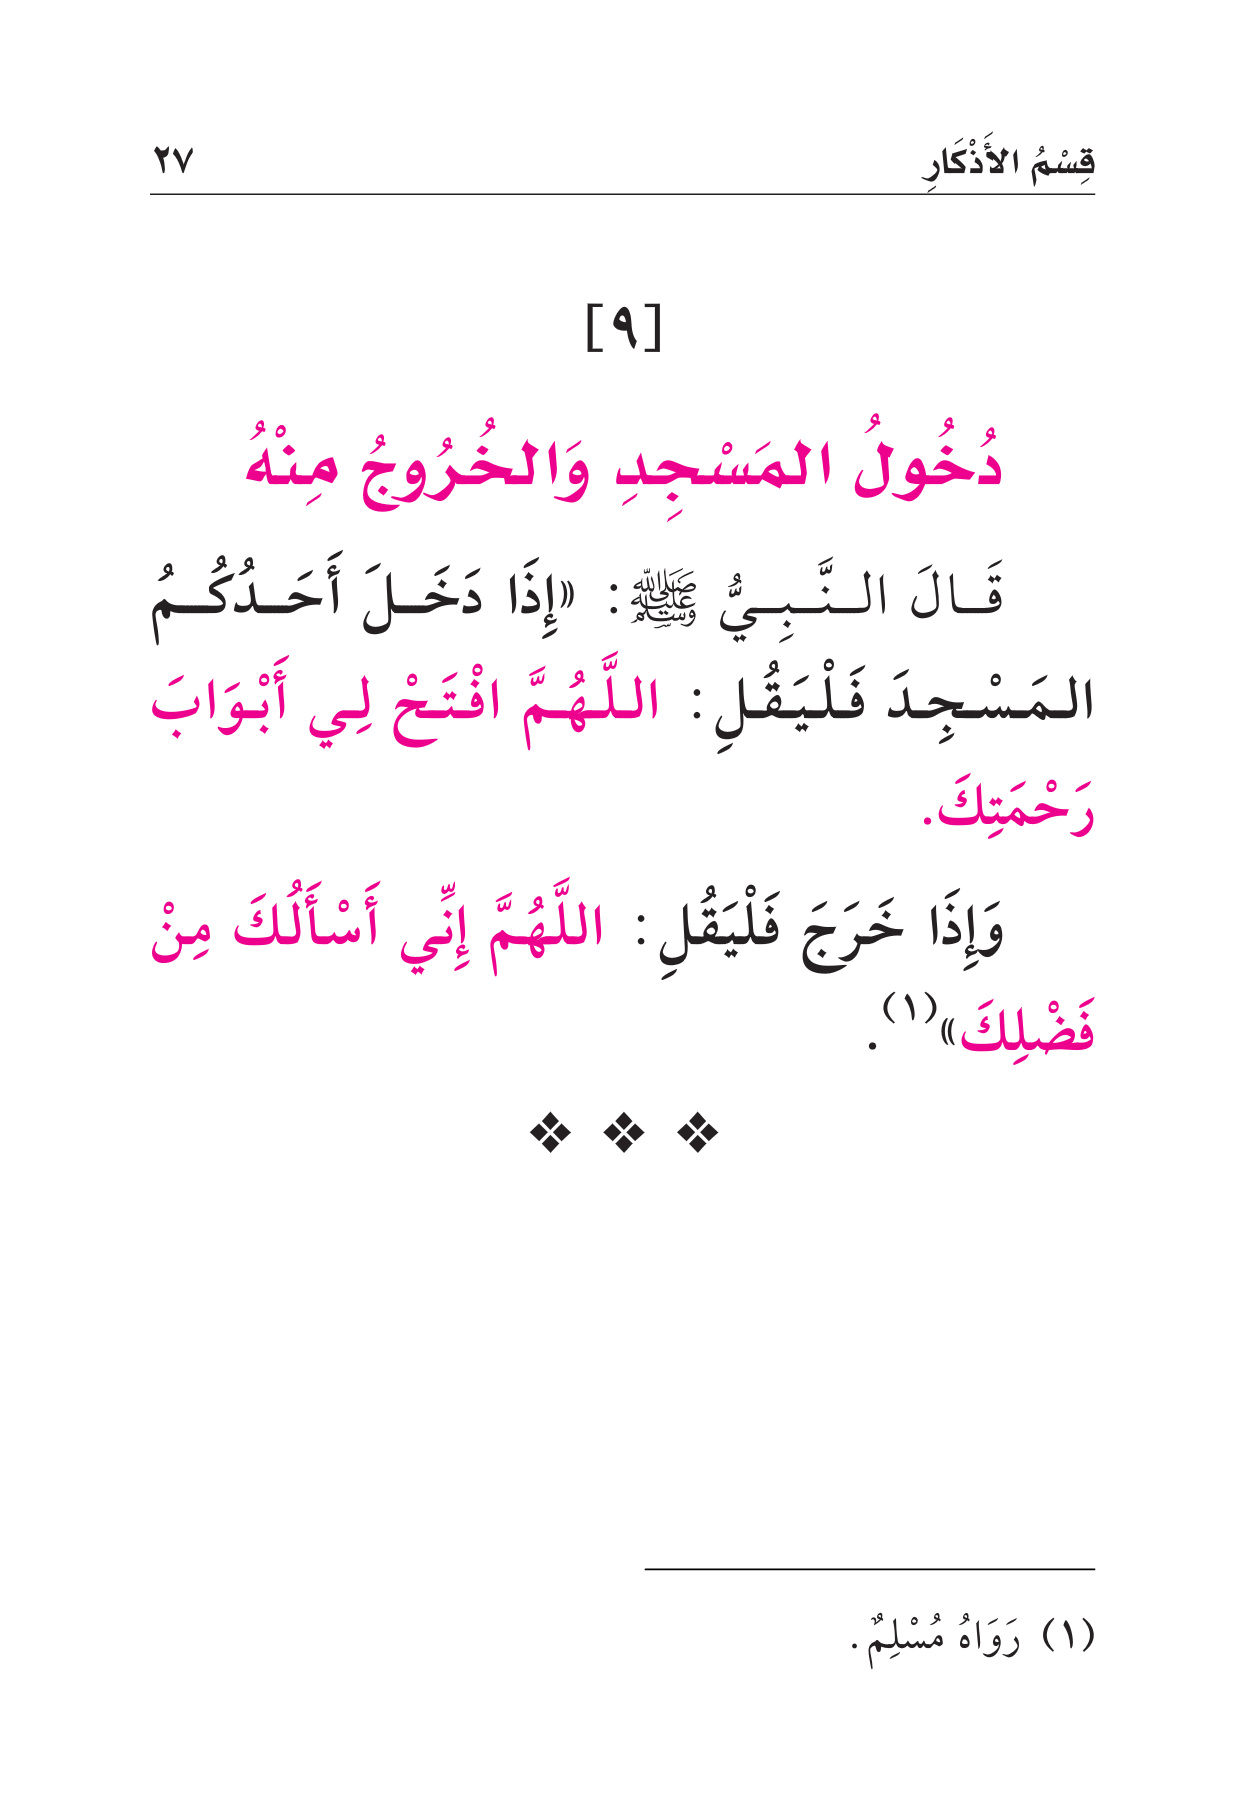 قِسْمُ الأَذْكَارِ ٢٧
[٩]
دُخُولُ المَسْجِدِ وَالخُرُوجُ مِنْهُ
قَالَ النَّبِيُّ ﷺ: «إِذَا دَخَلَ أَحَدُكُمُ
المَسْجِدَ فَلْيَقُلِ: اللَّهُمَّ افْتَحْ لِي أَبْوَابَ
رَحْمَتِكَ.
وَإِذَا خَرَجَ فَلْيَقُلِ: اللَّهُمَّ إِنِّي أَسْأَلُكَ مِنْ
فَضْلِكَ»(١).
(١) رَوَاهُ مُسْلِمٌ.